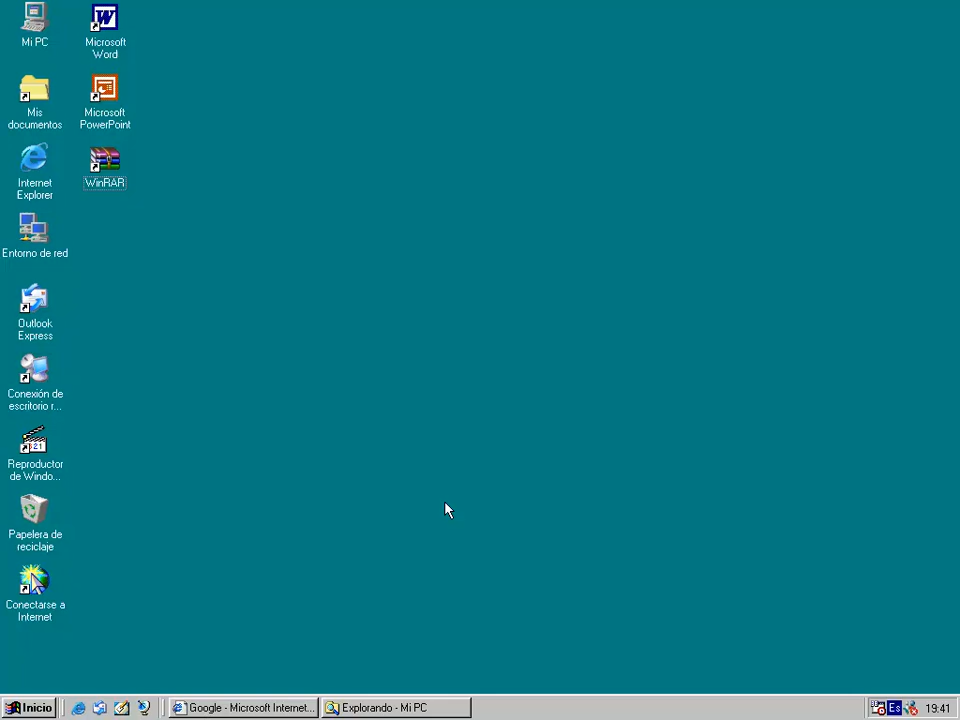 Mi PC
Microsoft
Word
Mis
documentos
Microsoft
PowerPoint
Internet
Explorer
WinRAR
Entorno de red
Outlook
Express
Conexión de
escritorio r...
Reproductor
de Windo...
Papelera de
reciclaje
Conectarse a
Internet
Inicio
Google - Microsoft Internet...
Explorando - Mi PC
Es
19:41